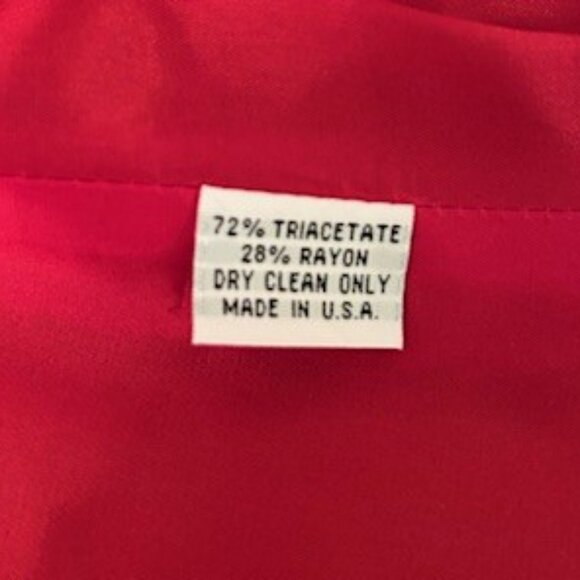 72% TRIACETATE
28% RAYON
DRY CLEAN ONLY
MADE IN U.S.A.